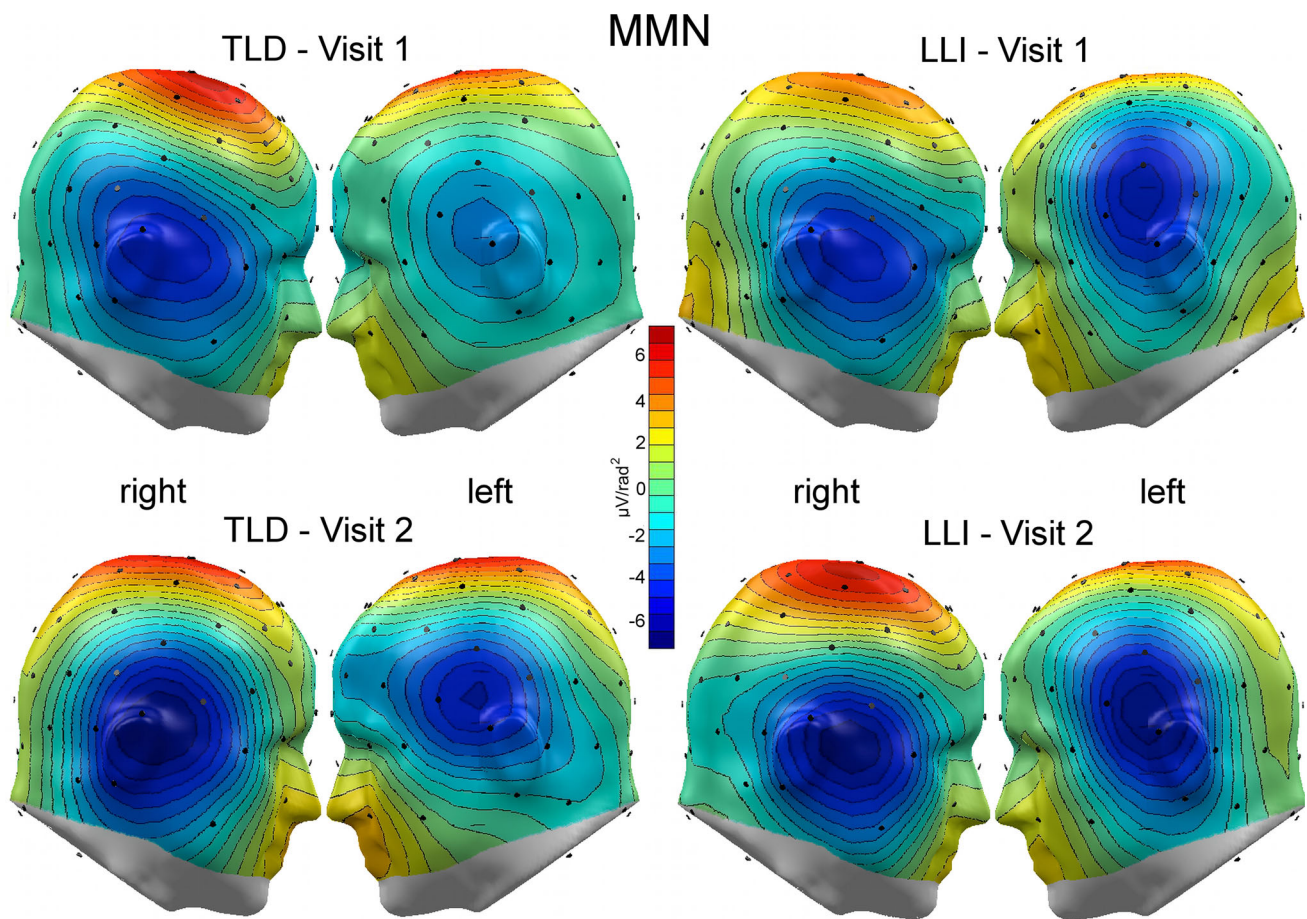 MMN
TLD - Visit 1
LLI - Visit 1
6
4
2
0
-2
-4
-6
µV/rad²
right
left
right
left
TLD - Visit 2
LLI - Visit 2